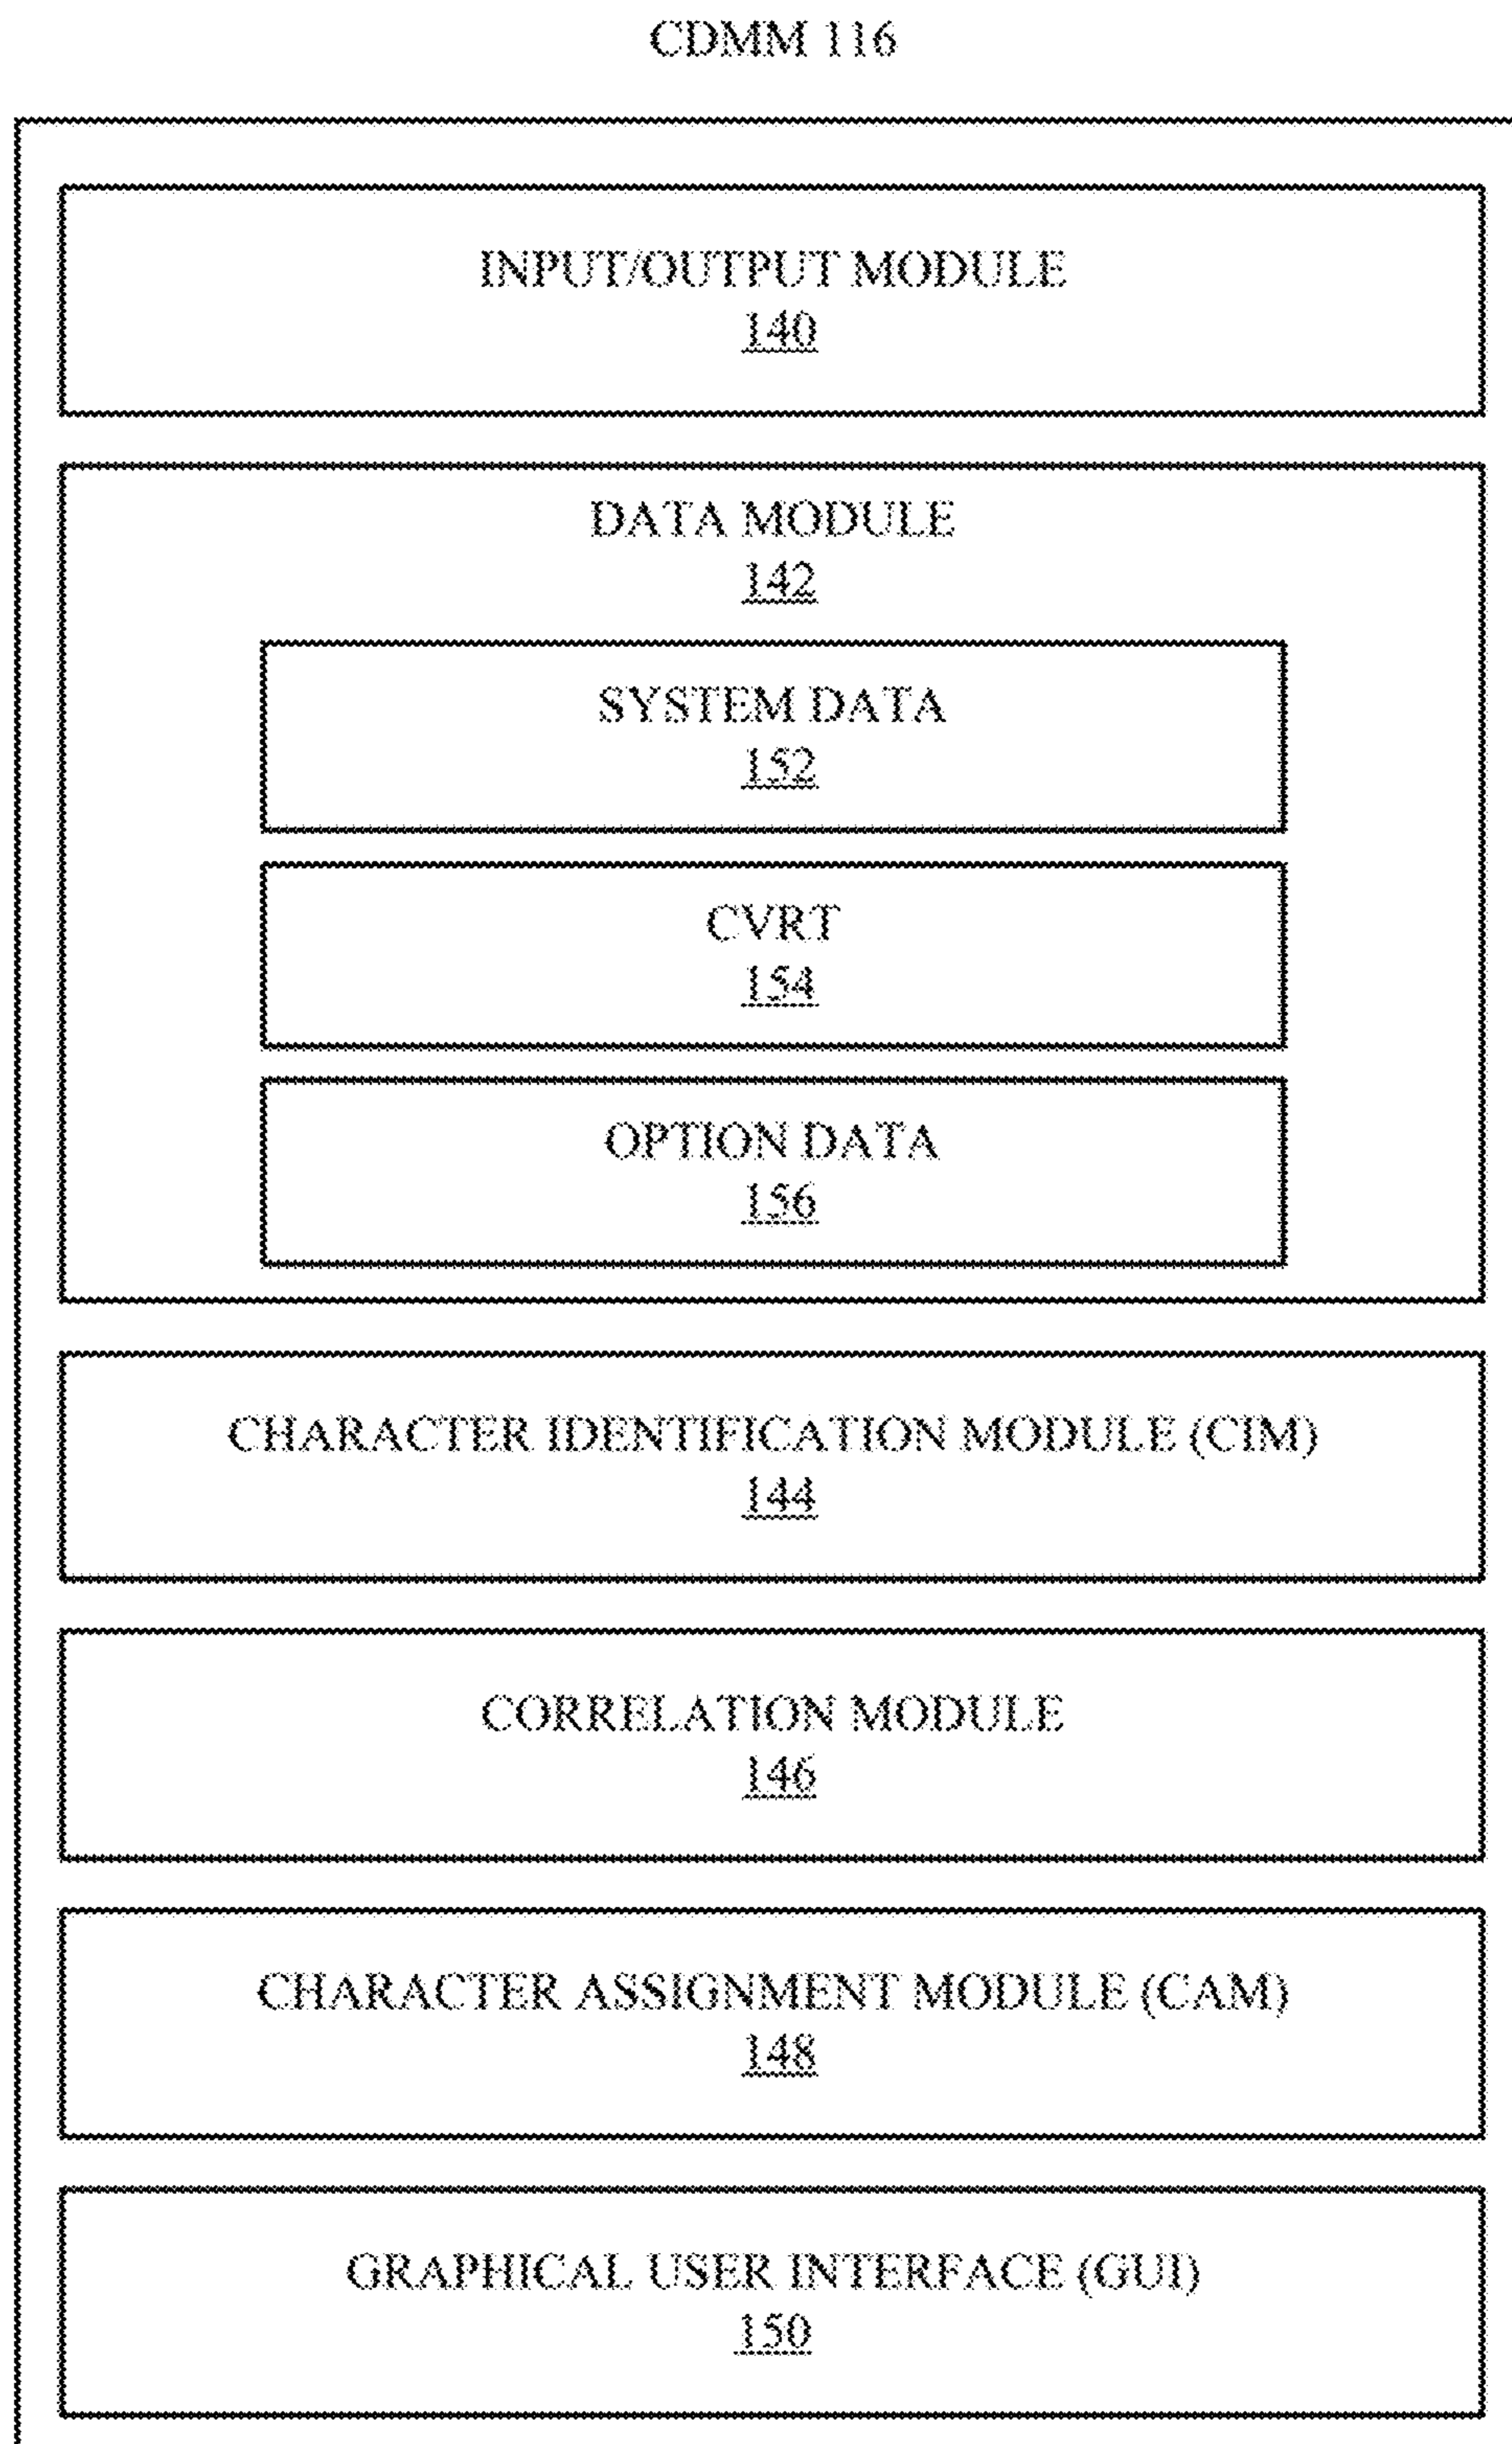 CDMM 116
INPUT/OUTPUT MODULE
140
DATA MODULE
142
SYSTEM DATA
152
CVRT
154
OPTION DATA
156
CHARACTER IDENTIFICATION MODULE (CIM)
144
CORRELATION MODULE
146
CHARACTER ASSIGNMENT MODULE (CAM)
148
GRAPHICAL USER INTERFACE (GUI)
150